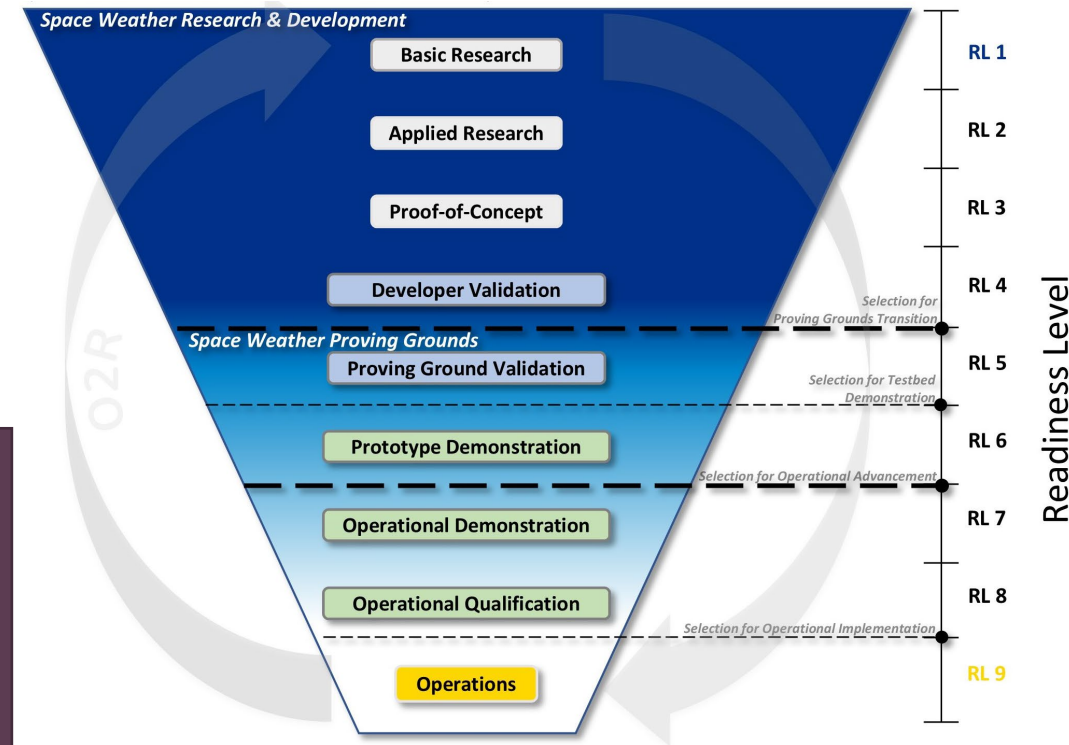 Space Weather Research & Development
Basic Research
RL 1
Applied Research
RL 2
Proof-of-Concept
RL 3
Developer Validation
RL 4
Selection for
Proving Grounds Transition
Space Weather Proving Grounds
Proving Ground Validation
RL 5
Selection for Testbed
Demonstration
Prototype Demonstration
RL 6
Selection for Operational Advancement
Operational Demonstration
RL 7
Operational Qualification
RL 8
Selection for Operational Implementation
Operations
RL 9
O2R
Readiness Level